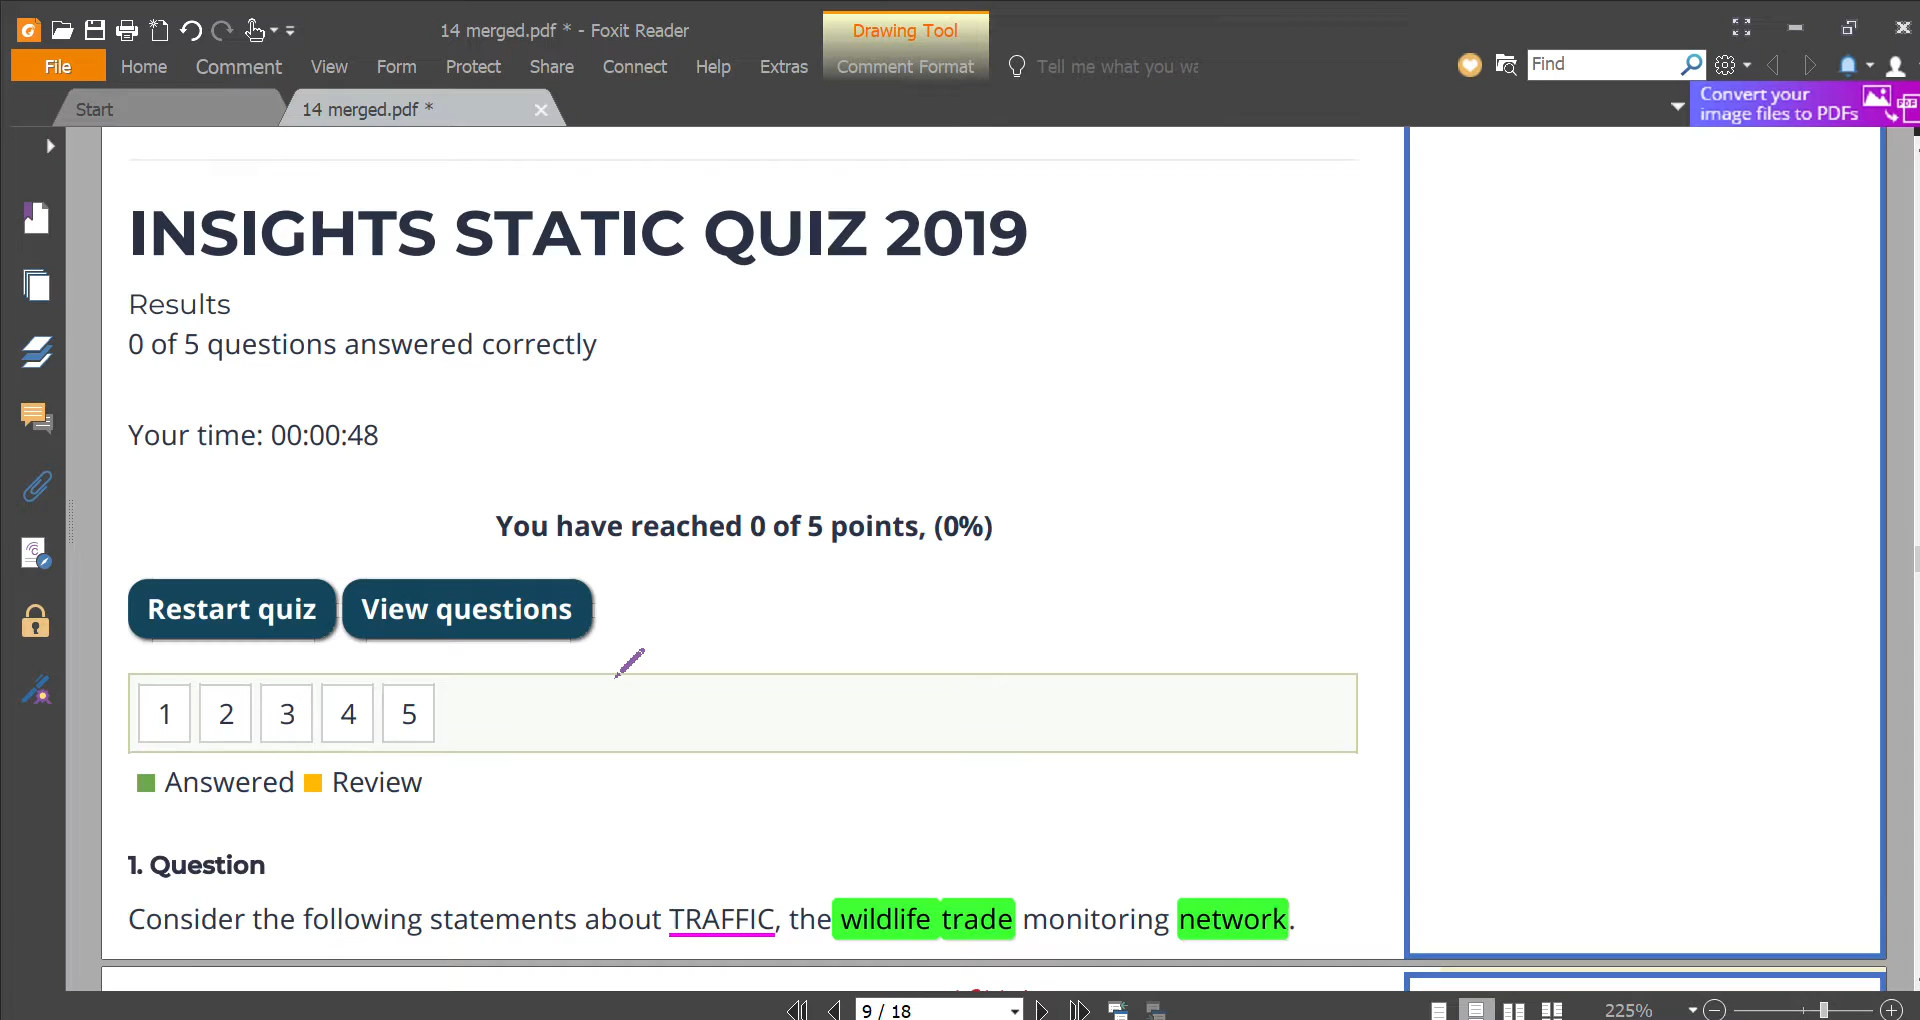 14 merged.pdf * - Foxit Reader
Drawing Tool
File
Home
Comment
View
Form
Protect
Share
Connect
Help
Extras
Comment Format
Tell me what you wa
Find
Start
14 merged.pdf *
Convert your
image files to PDFs
PDF
INSIGHTS STATIC QUIZ 2019
Results
0 of 5 questions answered correctly
Your time: 00:00:48
You have reached 0 of 5 points, (0%)
Restart quiz
View questions
1 2 3 4 5
Answered Review
1. Question
Consider the following statements about TRAFFIC, the wildlife trade monitoring network.
9 / 18
225%